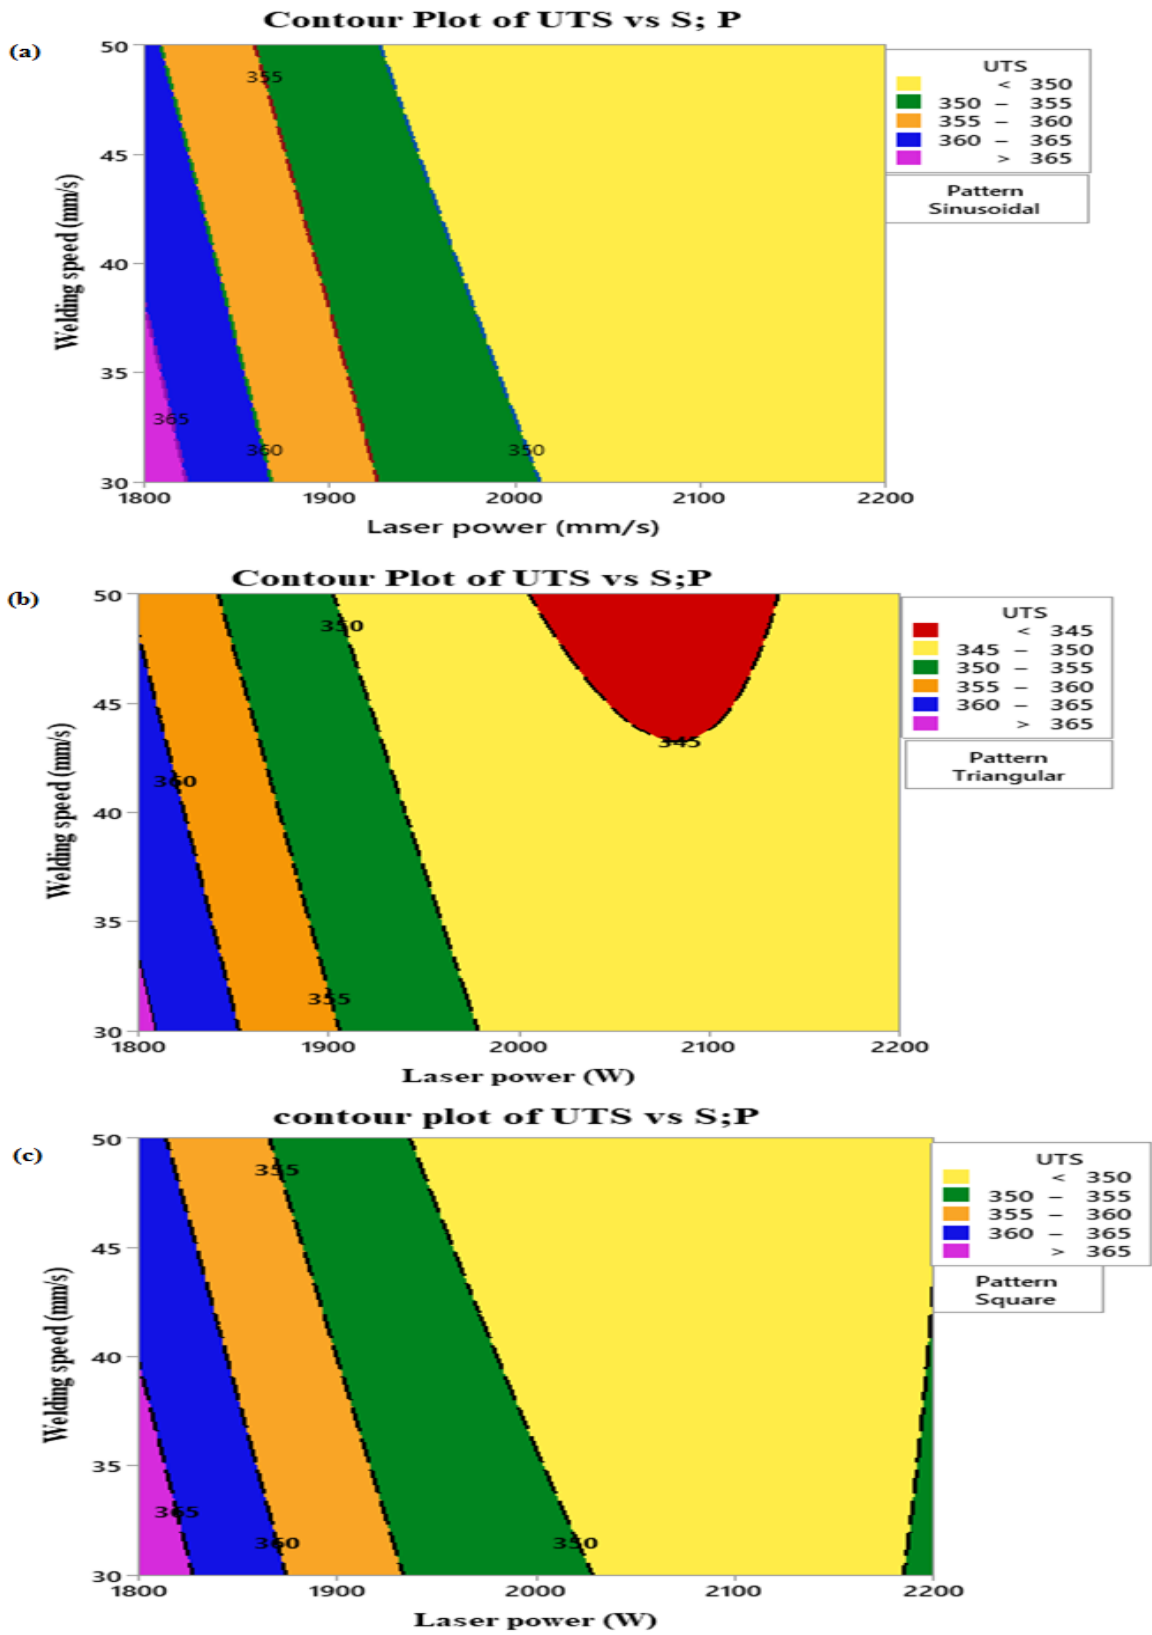 Contour Plot of UTS vs S; P
(a)
50
45
40
35
30
Welding speed (mm/s)
355
365
360
350
1800 1900 2000 2100 2200
Laser power (mm/s)
UTS
< 350
350 – 355
355 – 360
360 – 365
> 365
Pattern
Sinusoidal
Contour Plot of UTS vs S;P
(b)
50
45
40
35
30
Welding speed (mm/s)
350
345
360
355
1800 1900 2000 2100 2200
Laser power (W)
UTS
< 345
345 – 350
350 – 355
355 – 360
360 – 365
> 365
Pattern
Triangular
contour plot of UTS vs S;P
(c)
50
45
40
35
30
Welding speed (mm/s)
355
365
360
350
1800 1900 2000 2100 2200
Laser power (W)
UTS
< 350
350 – 355
355 – 360
360 – 365
> 365
Pattern
Square